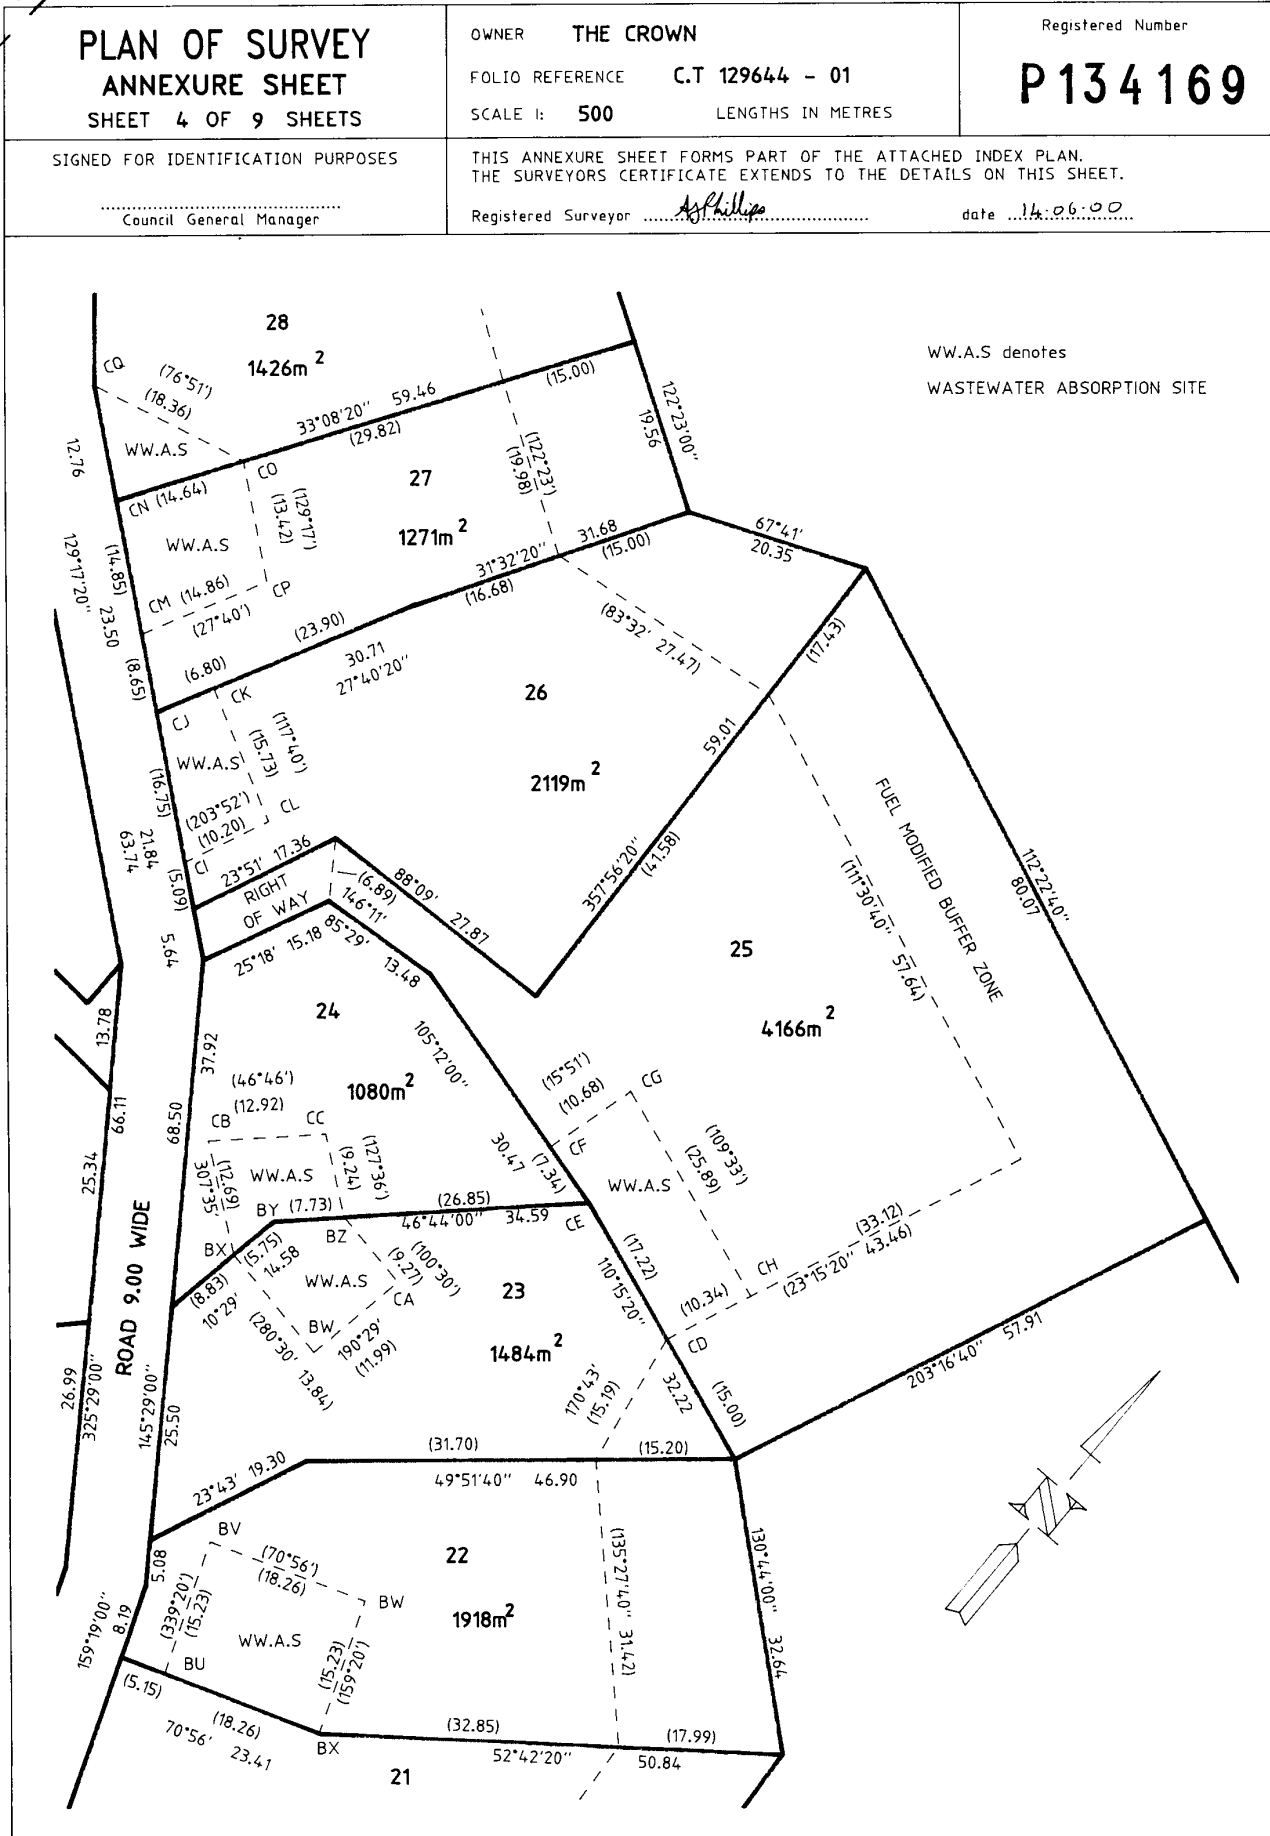 PLAN OF SURVEY
ANNEXURE SHEET
SHEET 4 OF 9 SHEETS
OWNER THE CROWN
FOLIO REFERENCE C.T 129644 - 01
SCALE 1: 500 LENGTHS IN METRES
Registered Number
P134169
SIGNED FOR IDENTIFICATION PURPOSES
Council General Manager
THIS ANNEXURE SHEET FORMS PART OF THE ATTACHED INDEX PLAN.
THE SURVEYORS CERTIFICATE EXTENDS TO THE DETAILS ON THIS SHEET.
Registered Surveyor AJPhillips date 14.06.00
WW.A.S denotes
WASTEWATER ABSORPTION SITE
28
1426m²
CQ
(76°51')
(18.36)
WW.A.S
12.76
33°08'20" 59.46
(29.82)
(15.00)
122°23'00"
19.56
CN (14.64)
CO
27
1271m²
(122°23')
(19.98)
(129°17')
(13.42)
WW.A.S
(14.85)
129°17'20"
23.50
CM (14.86)
(27°40')
CP
31°32'20" 31.68
(16.68)
(15.00)
67°41'
20.35
(23.90)
(6.80)
30.71
27°40'20"
(8.65)
CJ
CK
(83°32' 27.47)
(17.43)
26
2119m²
59.01
357°56'20"
(41.58)
(117°40')
(15.73)
WW.A.S
(16.75)
(203°52')
(10.20)
CL
CI
21.84
63.74
(5.09)
23°51' 17.36
RIGHT
OF WAY
(6.89)
146°11'
88°09' 27.87
5.64
25°18' 15.18
85°29'
13.48
FUEL MODIFIED BUFFER ZONE
(111°30'40" 57.64)
112°22'40"
80.07
25
4166m²
24
1080m²
13.78
37.92
105°12'00"
30.47
(46°46')
(12.92)
CB
CC
WW.A.S
(127°36')
(9.24)
(12.69)
307°35'
66.11
68.50
25.34
(15°51')
(10.68)
CG
CF
(7.34)
(109°33')
(25.89)
WW.A.S
BY (7.73)
(26.85)
46°44'00" 34.59
CE
BZ
BX
(5.75)
14.58
(8.83)
10°29'
WW.A.S
(100°30')
(9.27)
CA
BW
190°29'
(11.99)
(280°30' 13.84)
23
1484m²
(17.22)
110°15'20"
(10.34)
CH
(33.12)
(23°15'20" 43.46)
CD
32.22
(15.00)
170°43'
(15.19)
203°16'40" 57.91
ROAD 9.00 WIDE
26.99
325°29'00"
145°29'00"
25.50
23°43' 19.30
(31.70)
(15.20)
49°51'40" 46.90
BV
(70°56')
(18.26)
BW
5.08
(339°20')
(15.23)
WW.A.S
BU
(15.23)
(159°20')
159°19'00"
8.19
22
1918m²
(135°27'40" 31.42)
130°44'00"
32.64
N
(5.15)
(18.26)
70°56'
23.41
BX
(32.85)
(17.99)
52°42'20"
50.84
21